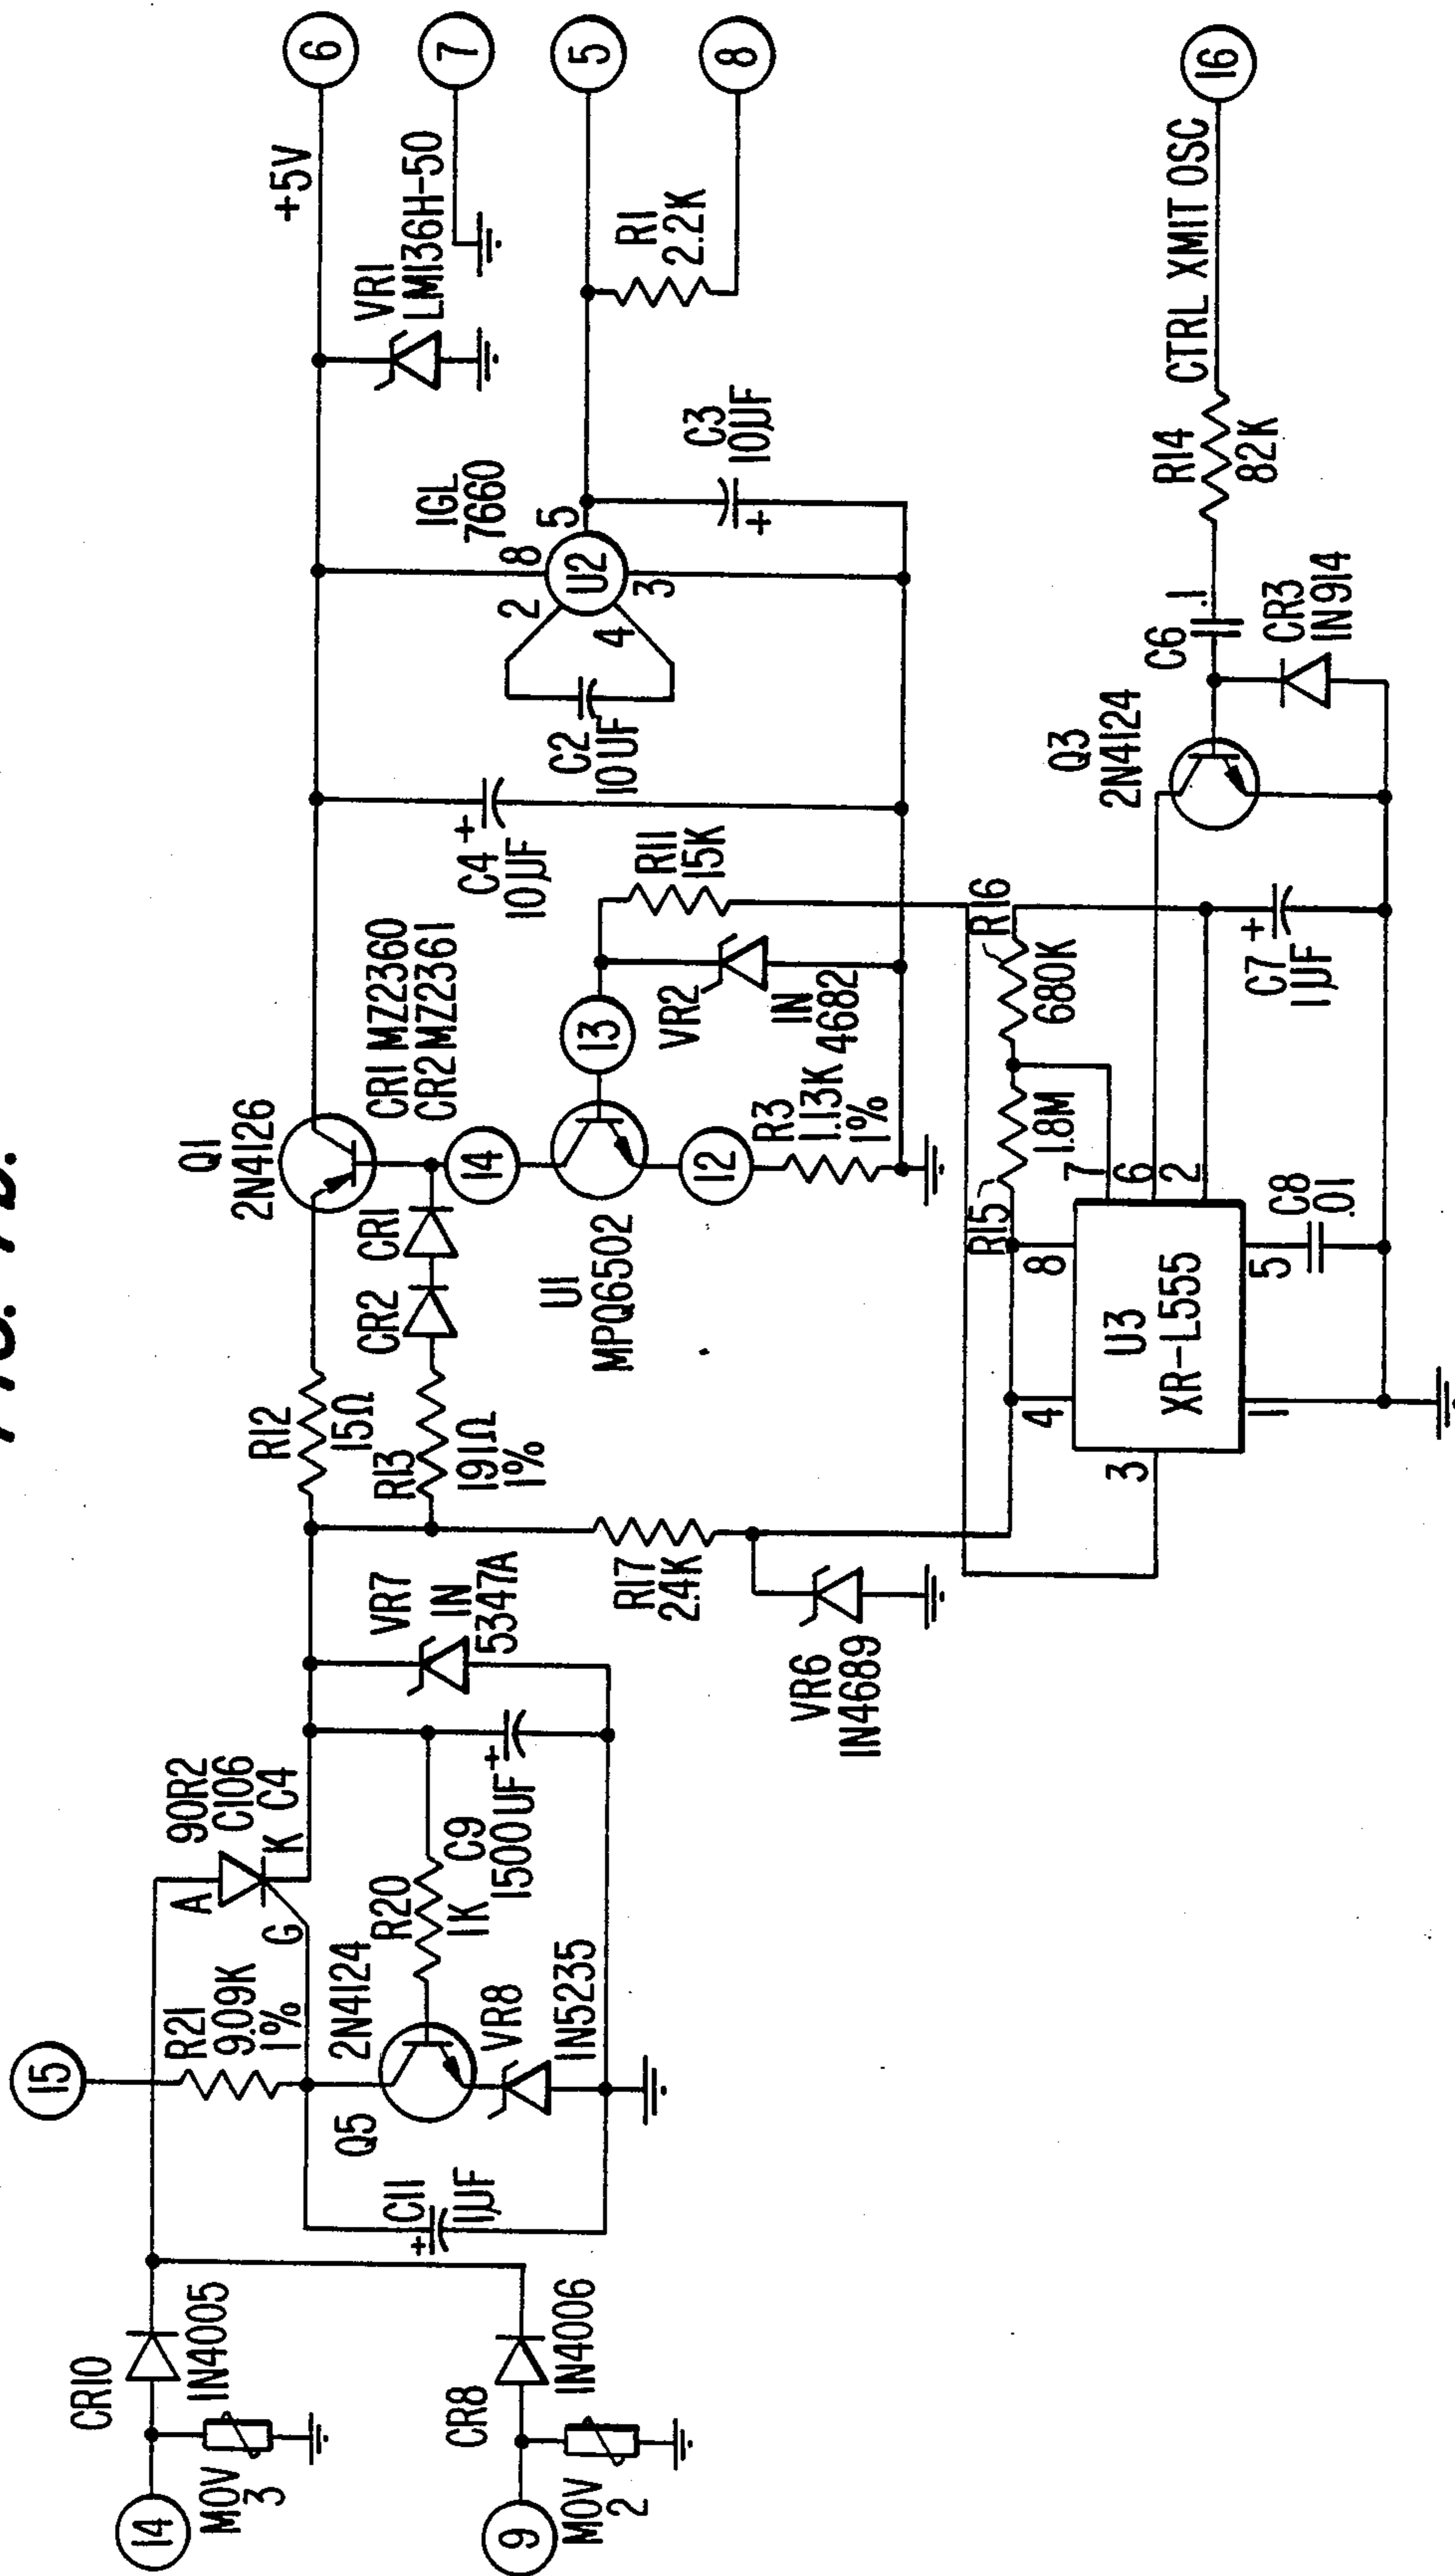 6
+5V
VR1
LM136H-50
7
5
R1
2.2K
8
IGL
7660
8
5
U2
2
4
3
C3
10µF
C2
10UF
C4 +
10µF
+
Q1
2N4126
CR1 MZ2360
CR2 MZ2361
CR1
CR2
14
13
12
U1
MPQ6502
R11
15K
VR2
IN
4682
R3
1.13K
1%
R12
15Ω
R13
191Ω
1%
R17
24K
VR6
IN4689
VR7
IN
5347A
90R2
C106
C4
A
K
G
15
R21
9.09K
1%
R20
1K
C9
1500UF
+
2N4124
Q5
VR8
1N5235
C11
+
1µF
CR10
1N4005
14
MOV
3
CR8
1N4006
9
MOV
2
R15
1.8M
R16
680K
U3
XR-L555
3
4
8
7
6
2
5
1
C8
.01
C7
+
1µF
Q3
2N4124
C6
.1
CR3
1N914
R14
82K
CTRL XMIT OSC
16